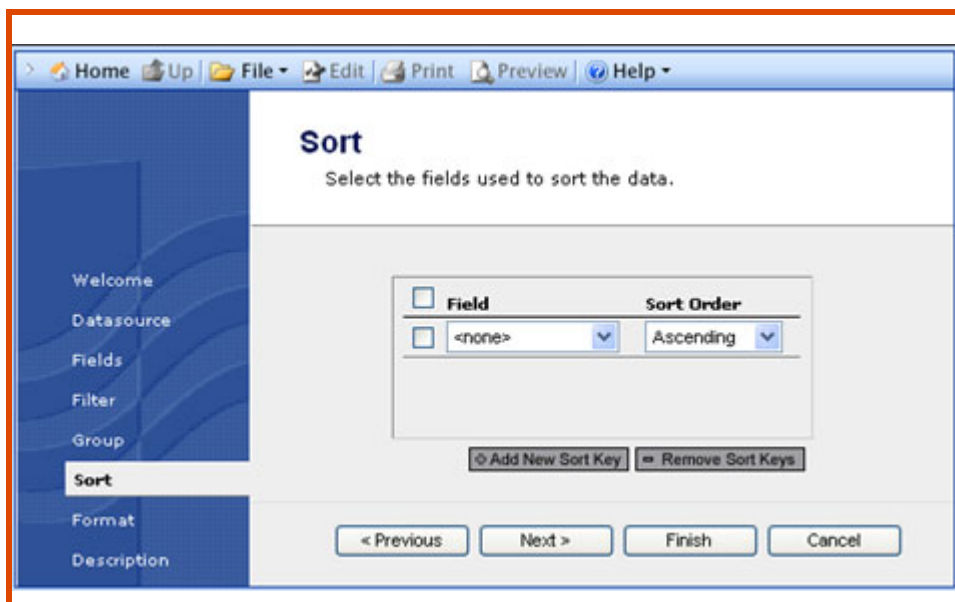 Home Up File Edit Print Preview Help
Sort
Select the fields used to sort the data.
Welcome
Datasource
Fields
Filter
Group
Sort
Format
Description
Field Sort Order
<none> Ascending
Add New Sort Key Remove Sort Keys
< Previous Next > Finish Cancel